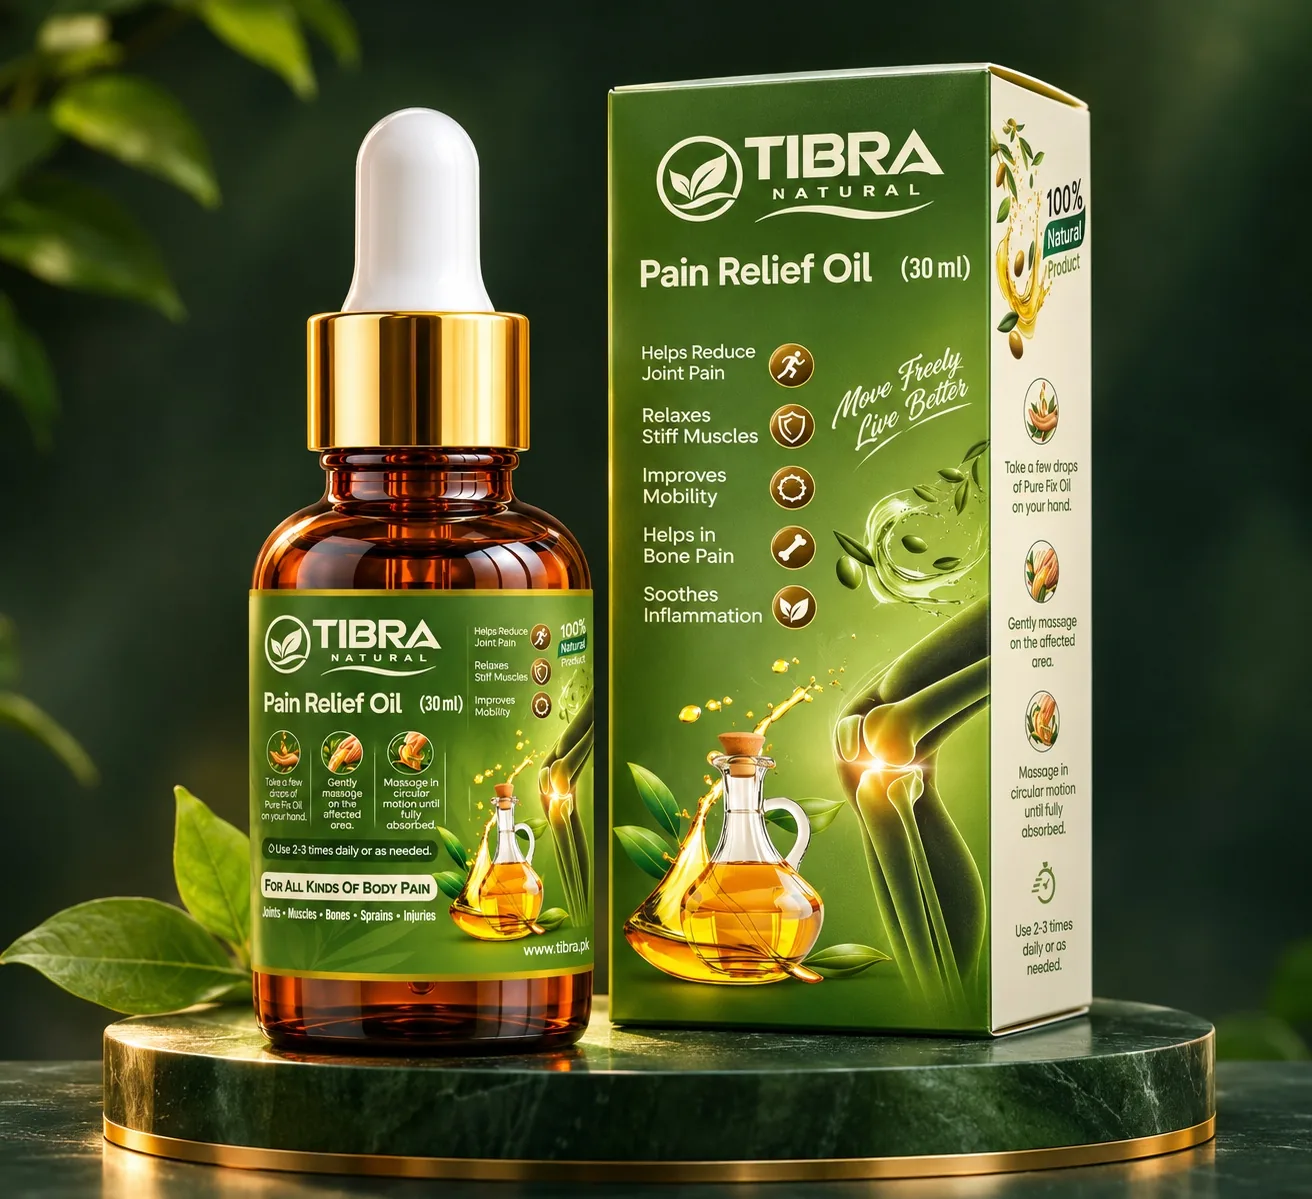 TIBRA
NATURAL
Pain Relief Oil (30 ml)
Helps Reduce
Joint Pain
Relaxes
Stiff Muscles
Improves
Mobility
Helps in
Bone Pain
Soothes
Inflammation
Move Freely
Live Better
100%
Natural
Product
Take a few drops
of Pure Fix Oil
on your hand.
Gently massage
on the affected
area.
Massage in
circular motion
until fully
absorbed.
Use 2-3 times
daily or as
needed.
TIBRA
NATURAL
Pain Relief Oil (30 ml)
Helps Reduce
Joint Pain
Relaxes
Stiff Muscles
Improves
Mobility
100%
Natural
Product
Take a few
drops of
Pure Fix Oil
on your hand.
Gently
massage
on the
affected
area.
Massage in
circular
motion until
fully
absorbed.
Use 2-3 times daily or as needed.
FOR ALL KINDS OF BODY PAIN
Joints • Muscles • Bones • Sprains • Injuries
www.tibra.pk